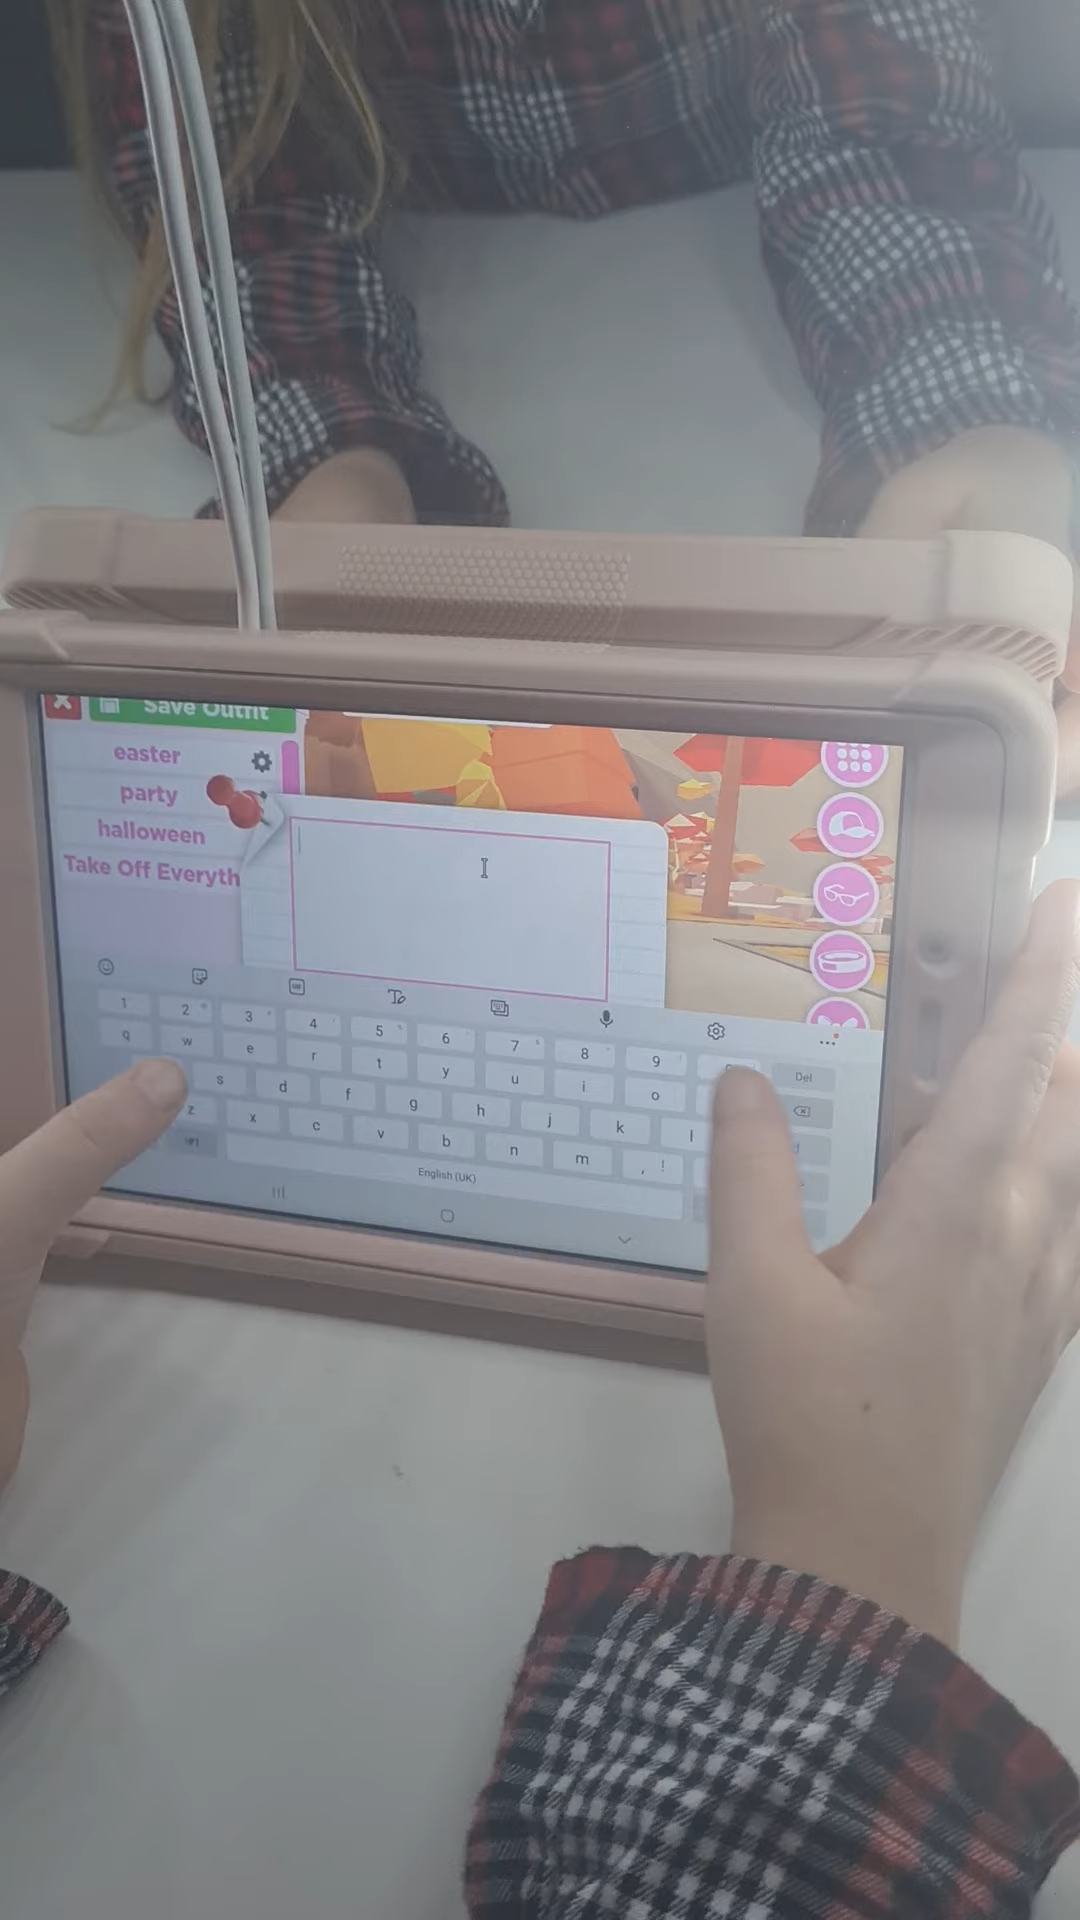 Save Outfit
easter
party
halloween
Take Off Everyth
1 2 3 4 5 6 7 8 9
Del
q w e r t y u i o
s d f g h j k l
z x c v b n m , !
!#1
English (UK)